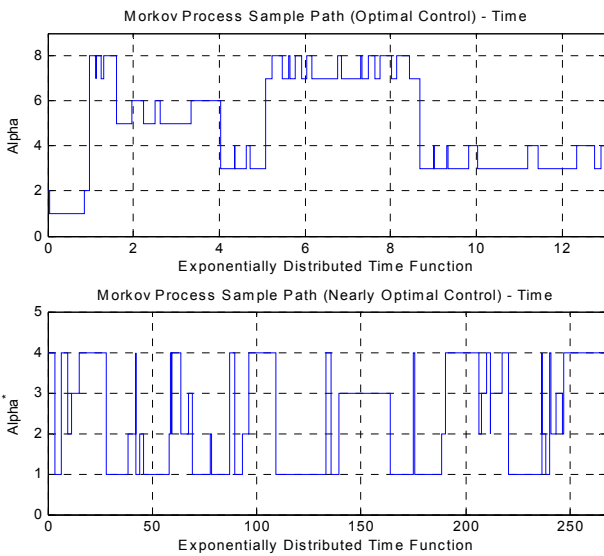 Morkov Process Sample Path (Optimal Control) - Time
8
6
4
2
0
Alpha
0 2 4 6 8 10 12
Exponentially Distributed Time Function
Morkov Process Sample Path (Nearly Optimal Control) - Time
5
4
3
2
1
0
Alpha*
0 50 100 150 200 250
Exponentially Distributed Time Function